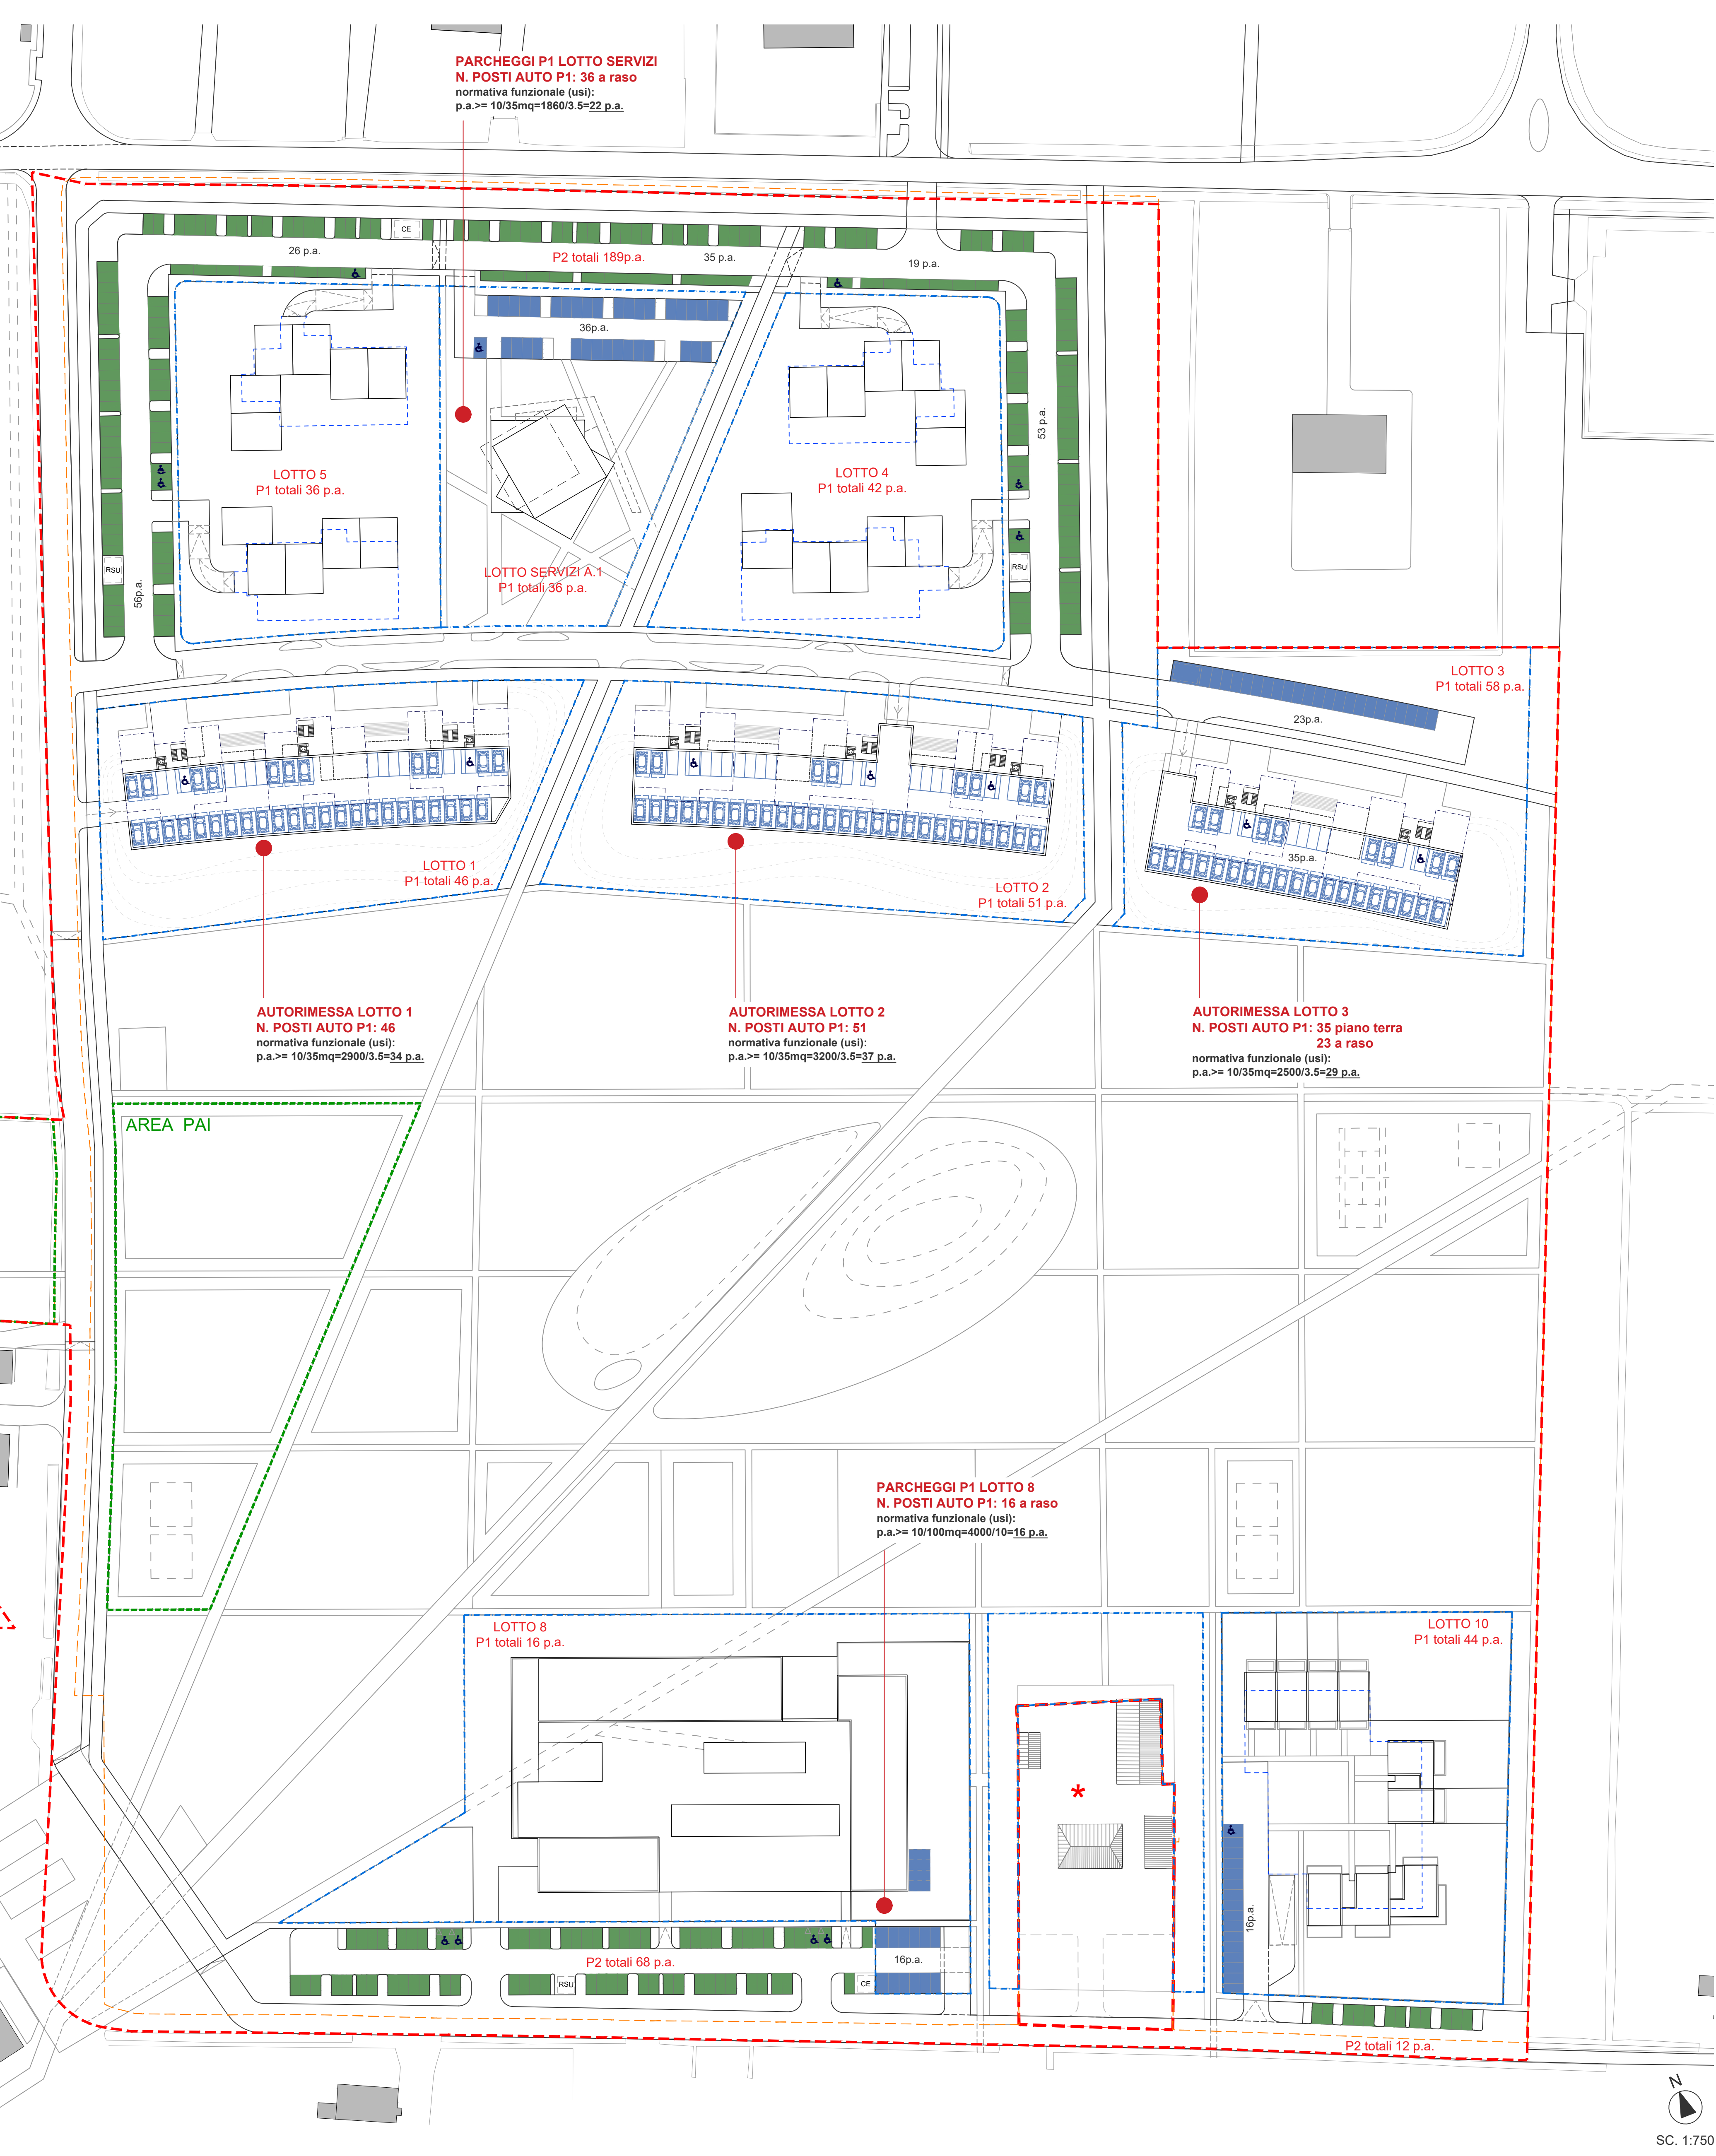 PARCHEGGI P1 LOTTO SERVIZI
N. POSTI AUTO P1: 36 a raso
normativa funzionale (usi):
p.a.>= 10/35mq=1860/3.5=22 p.a.
CE
26 p.a.
P2 totali 189p.a.
35 p.a.
19 p.a.
36p.a.
53 p.a.
LOTTO 5
P1 totali 36 p.a.
LOTTO 4
P1 totali 42 p.a.
RSU
RSU
56p.a.
LOTTO SERVIZI A.1
P1 totali 36 p.a.
LOTTO 3
P1 totali 58 p.a.
23p.a.
35p.a.
LOTTO 1
P1 totali 46 p.a.
LOTTO 2
P1 totali 51 p.a.
AUTORIMESSA LOTTO 1
N. POSTI AUTO P1: 46
normativa funzionale (usi):
p.a.>= 10/35mq=2900/3.5=34 p.a.
AUTORIMESSA LOTTO 2
N. POSTI AUTO P1: 51
normativa funzionale (usi):
p.a.>= 10/35mq=3200/3.5=37 p.a.
AUTORIMESSA LOTTO 3
N. POSTI AUTO P1: 35 piano terra
23 a raso
normativa funzionale (usi):
p.a.>= 10/35mq=2500/3.5=29 p.a.
AREA PAI
PARCHEGGI P1 LOTTO 8
N. POSTI AUTO P1: 16 a raso
normativa funzionale (usi):
p.a.>= 10/100mq=4000/10=16 p.a.
LOTTO 8
P1 totali 16 p.a.
LOTTO 10
P1 totali 44 p.a.
*
16p.a.
P2 totali 68 p.a.
16p.a.
RSU
CE
P2 totali 12 p.a.
N
SC. 1:750